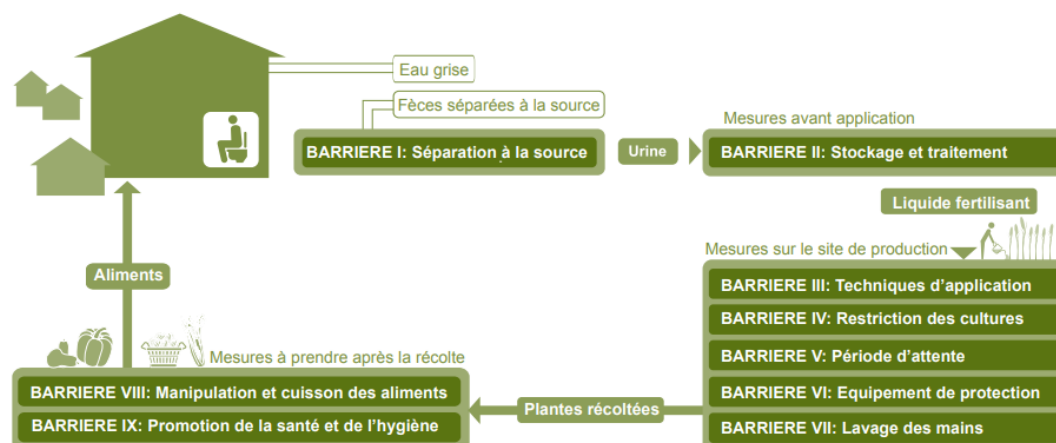 Eau grise
Fèces séparées à la source
BARRIERE I: Séparation à la source
Urine
Mesures avant application
BARRIERE II: Stockage et traitement
Liquide fertilisant
Mesures sur le site de production
BARRIERE III: Techniques d'application
BARRIERE IV: Restriction des cultures
BARRIERE V: Période d'attente
BARRIERE VI: Equipement de protection
BARRIERE VII: Lavage des mains
Plantes récoltées
Mesures à prendre après la récolte
BARRIERE VIII: Manipulation et cuisson des aliments
BARRIERE IX: Promotion de la santé et de l'hygiène
Aliments